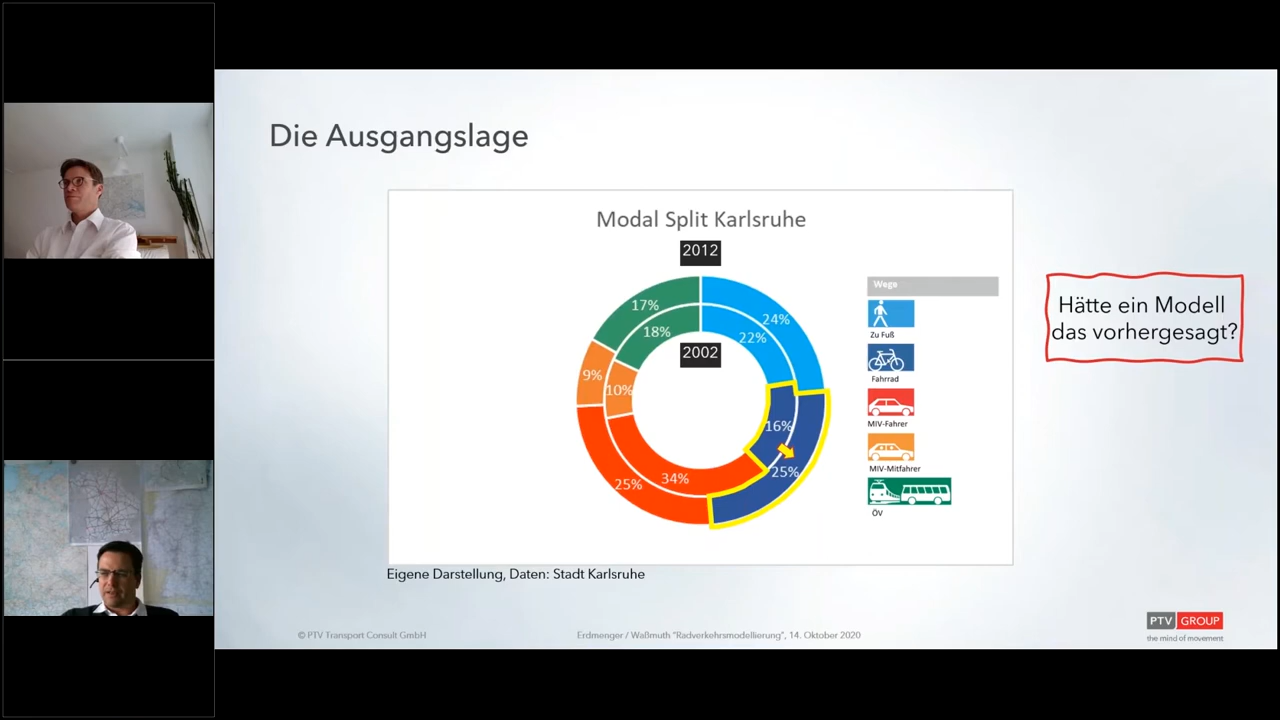 Die Ausgangslage
Modal Split Karlsruhe
2012
17%
24%
18%
22%
2002
9%
10%
16%
25%
34%
25%
Wege
Zu Fuß
Fahrrad
MIV-Fahrer
MIV-Mitfahrer
ÖV
Hätte ein Modell
das vorhergesagt?
Eigene Darstellung, Daten: Stadt Karlsruhe
© PTV Transport Consult GmbH
Erdmenger / Waßmuth "Radverkehrsmodellierung", 14. Oktober 2020
PTV GROUP
the mind of movement